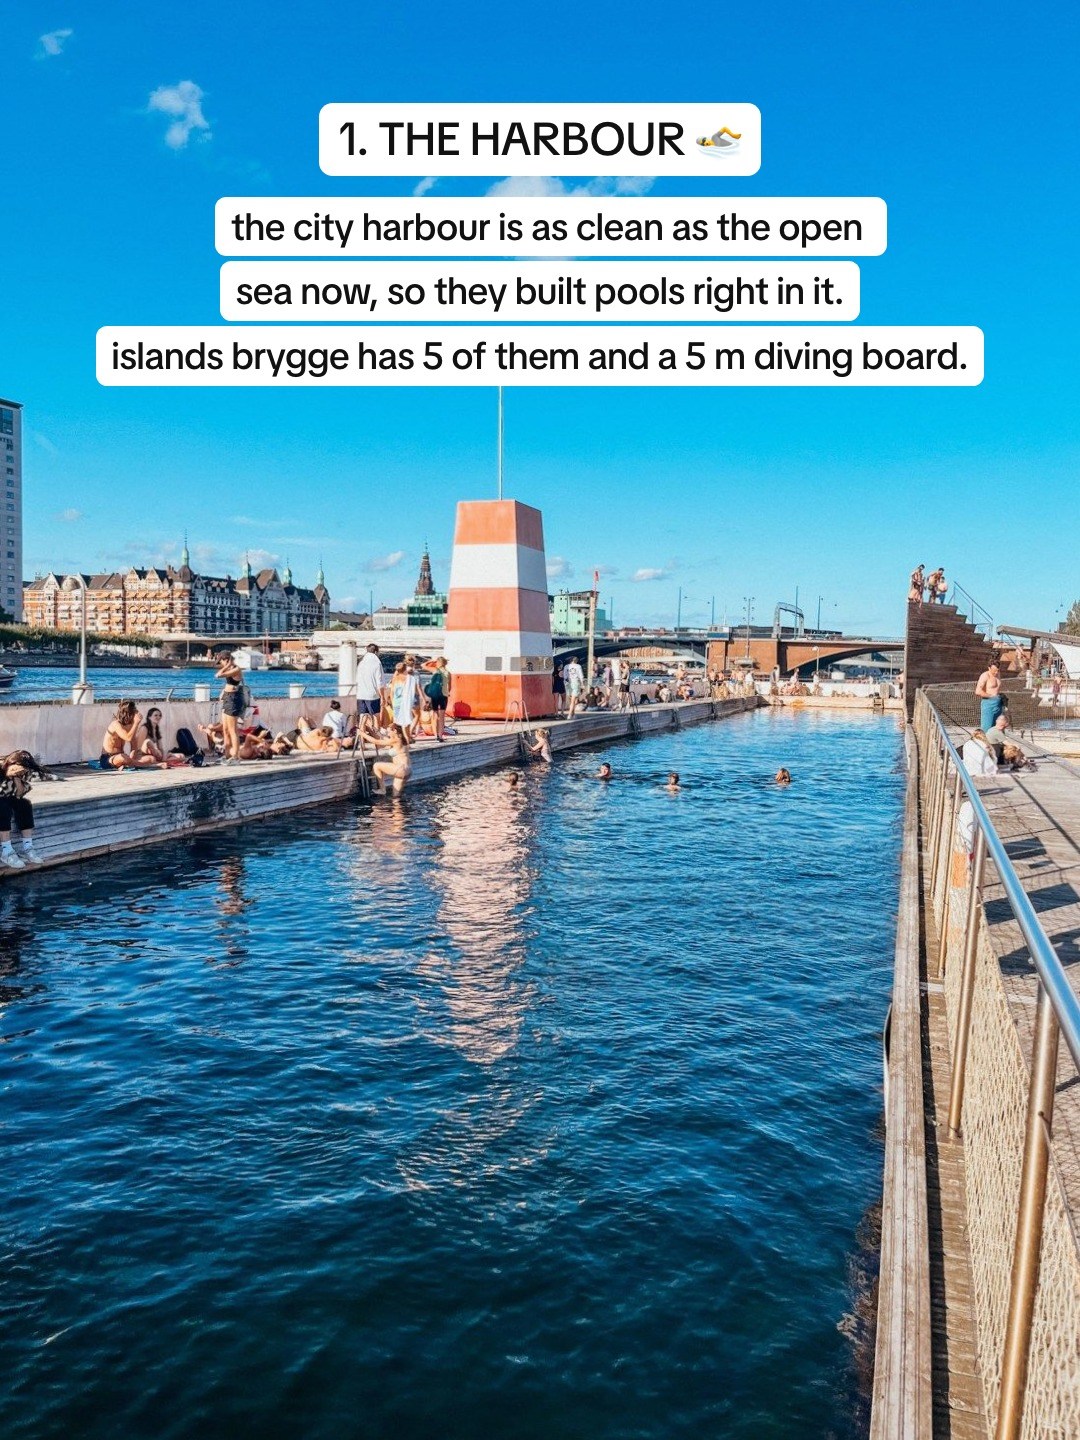 1. THE HARBOUR 🏊
the city harbour is as clean as the open
sea now, so they built pools right in it.
islands brygge has 5 of them and a 5 m diving board.